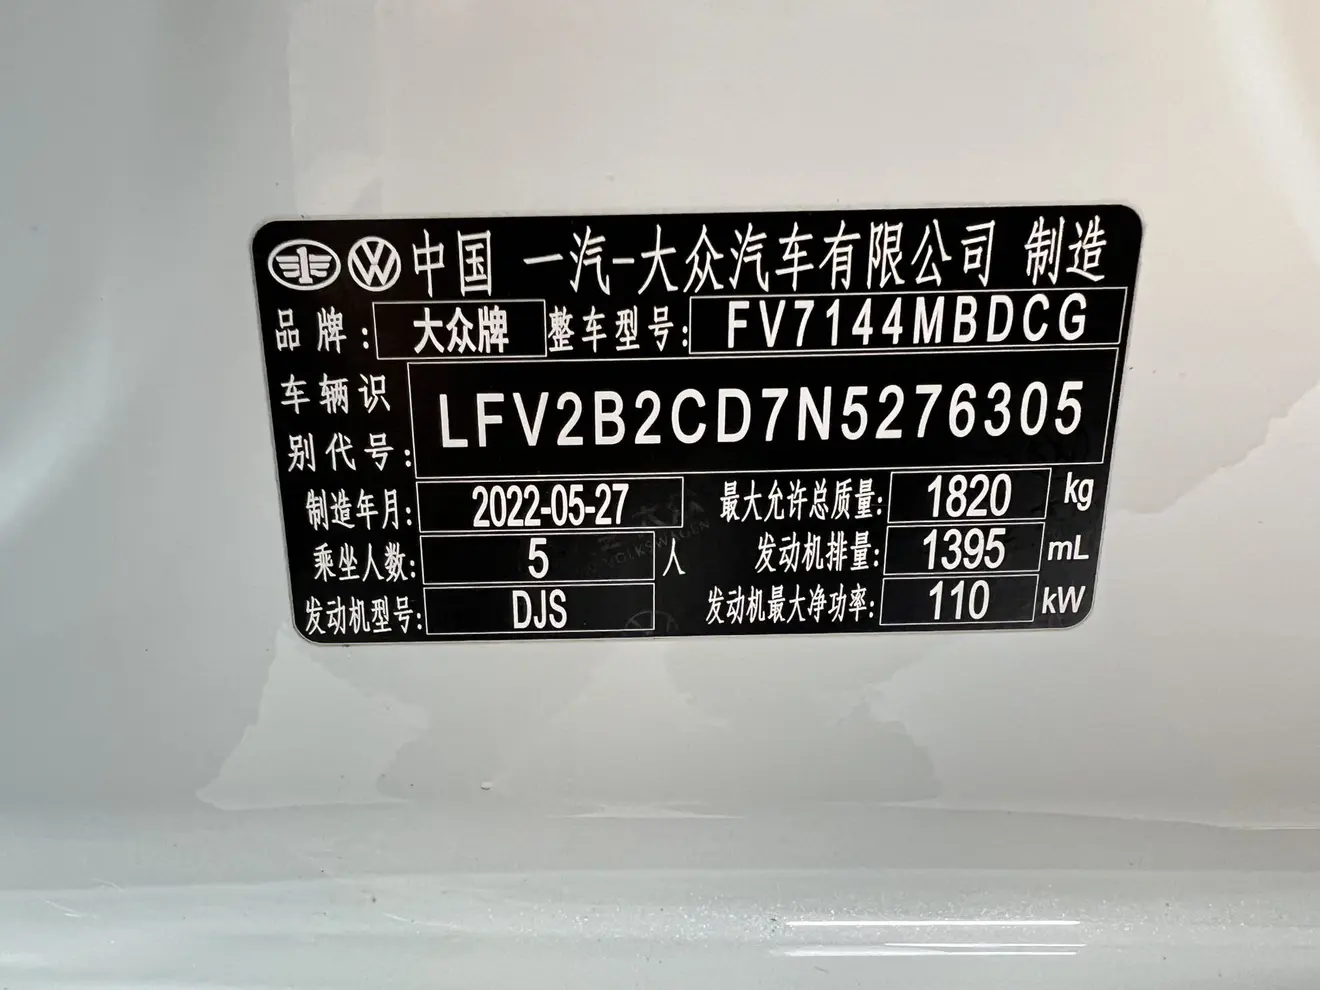 中国 一汽-大众汽车有限公司 制造
品牌: 大众牌 整车型号: FV7144MBDCG
车辆识
别代号: LFV2B2CD7N5276305
制造年月: 2022-05-27 最大允许总质量: 1820 kg
乘坐人数: 5 人 发动机排量: 1395 mL
发动机型号: DJS 发动机最大净功率: 110 kW